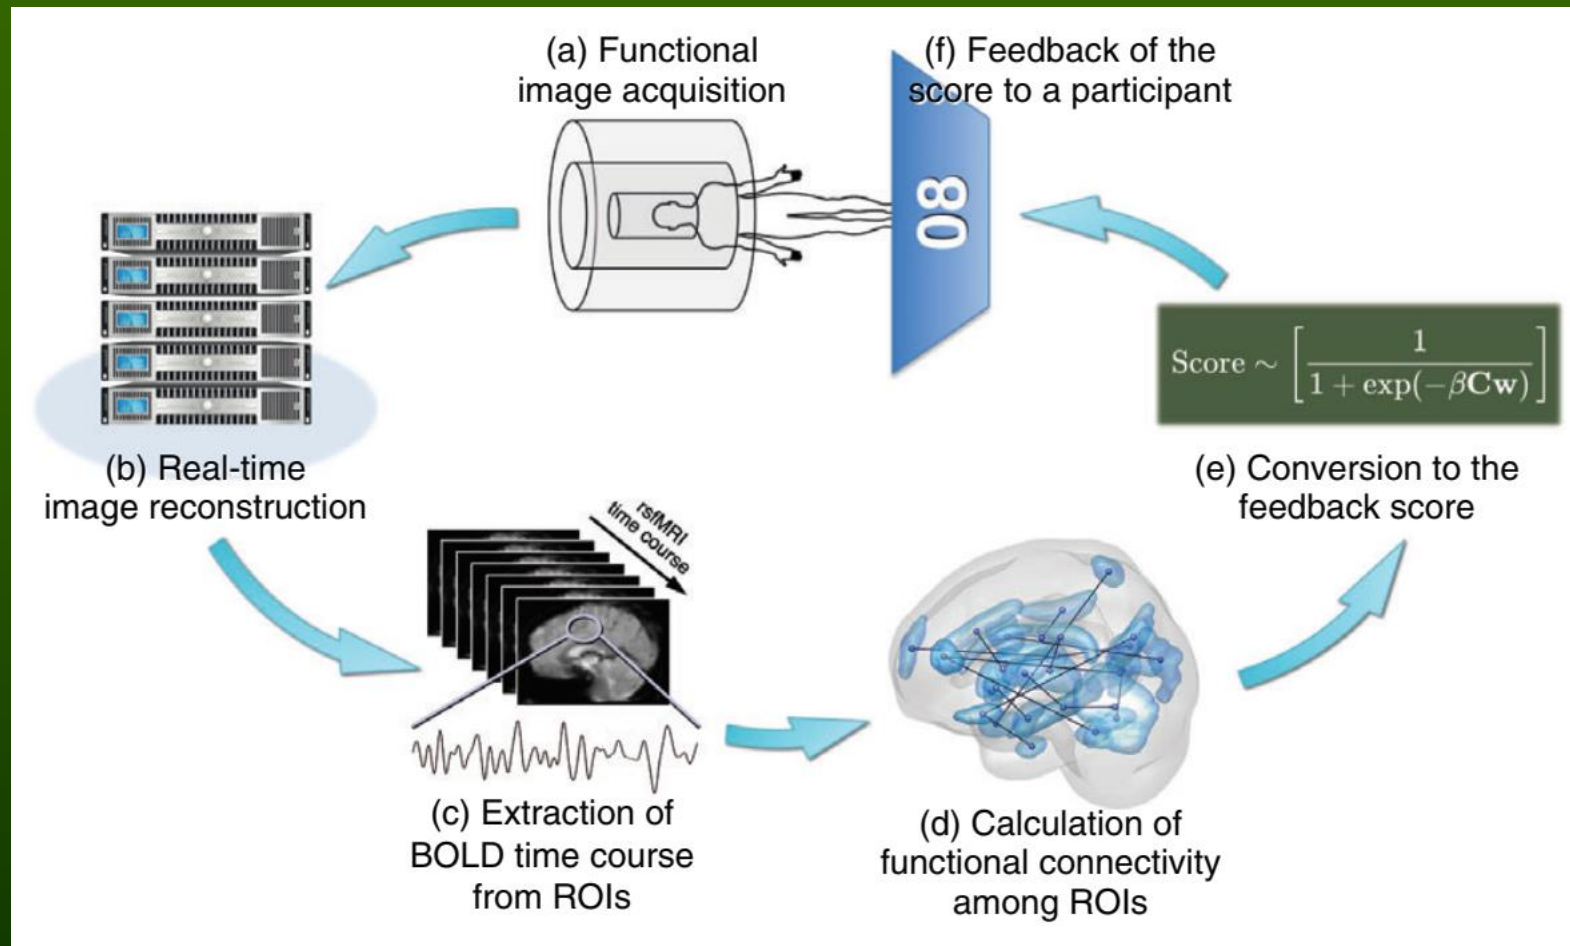 (a) Functional
image acquisition
(f) Feedback of the
score to a participant
80
Score ~ [1 / (1 + exp(−βCw))]
(b) Real-time
image reconstruction
(e) Conversion to the
feedback score
rsfMRI
time course
(c) Extraction of
BOLD time course
from ROIs
(d) Calculation of
functional connectivity
among ROIs